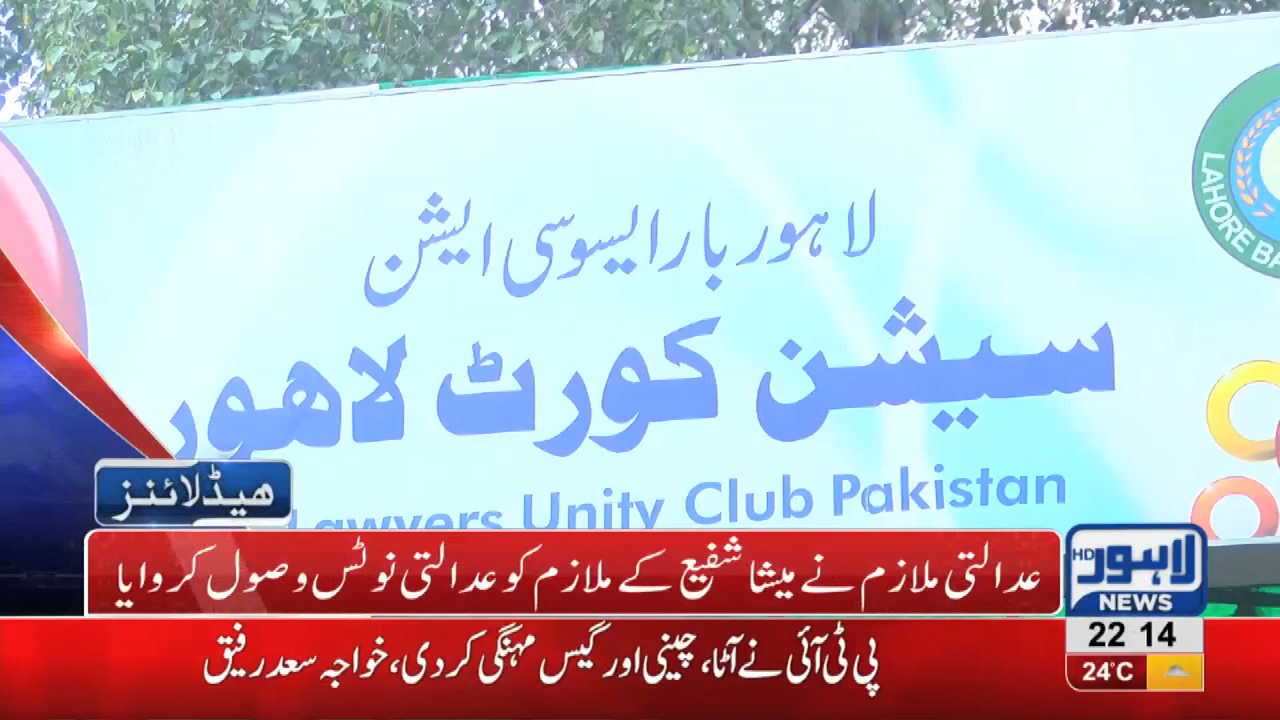 لاہور بار ایسوسی ایشن
سیشن کورٹ لاہور
Lawyers Unity Club Pakistan
LAHORE BA
ہیڈلائنز
عدالتی ملازم نے میشا شفیع کے ملازم کو عدالتی نوٹس وصول کروایا
پی ٹی آئی نے آٹا، چینی اور گیس مہنگی کر دی، خواجہ سعد رفیق
لاہور HD
NEWS
22 14
24°C